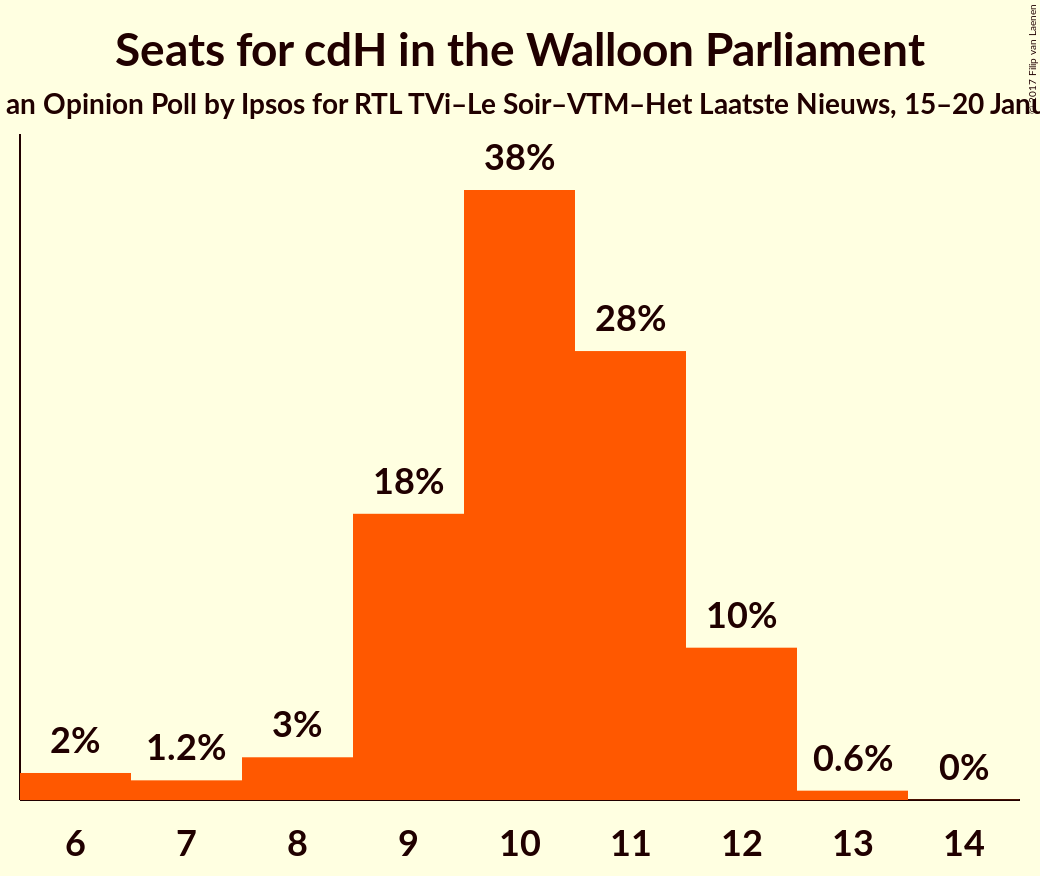 Seats for cdH in the Walloon Parliament
an Opinion Poll by Ipsos for RTL TVi–Le Soir–VTM–Het Laatste Nieuws, 15–20
© 2017 Filip van Laenen
38%
28%
18%
10%
3%
2%
1.2%
0.6%
0%
6 7 8 9 10 11 12 13 14